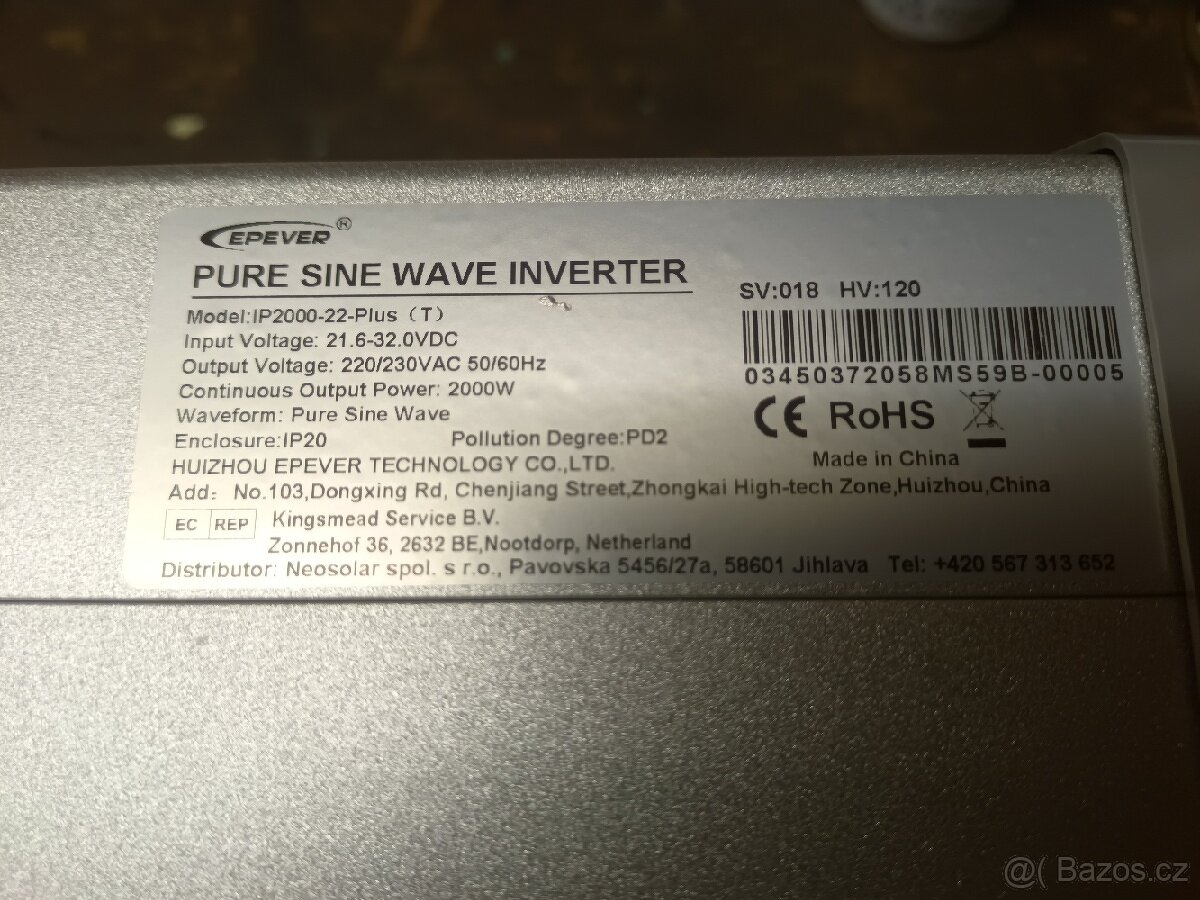 EPEVER®
PURE SINE WAVE INVERTER
Model:IP2000-22-Plus（T）
Input Voltage: 21.6-32.0VDC
Output Voltage: 220/230VAC 50/60Hz
Continuous Output Power: 2000W
Waveform: Pure Sine Wave
Enclosure:IP20 Pollution Degree:PD2
SV:018 HV:120
03450372058MS59B-00005
CE RoHS
Made in China
HUIZHOU EPEVER TECHNOLOGY CO.,LTD.
Add: No.103,Dongxing Rd, Chenjiang Street,Zhongkai High-tech Zone,Huizhou,China
EC REP Kingsmead Service B.V.
Zonnehof 36, 2632 BE,Nootdorp, Netherland
Distributor: Neosolar spol. s r.o., Pavovska 5456/27a, 58601 Jihlava Tel: +420 567 313 652
@( Bazos.cz